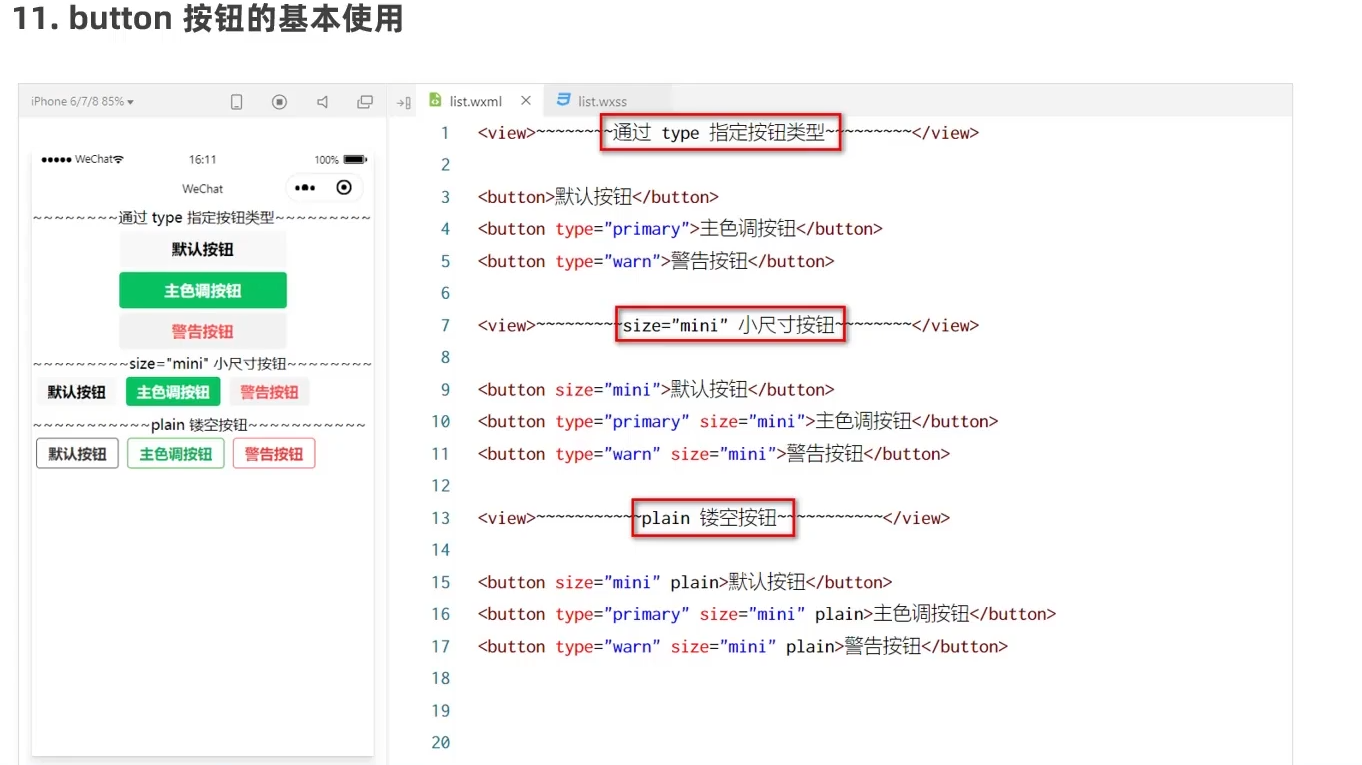 11. button 按钮的基本使用
iPhone 6/7/8 85%
list.wxml
list.wxss
WeChat 16:11 100%
WeChat
~~~~~~~~通过 type 指定按钮类型~~~~~~~~~
默认按钮
主色调按钮
警告按钮
~~~~~~~~~size="mini" 小尺寸按钮~~~~~~~~
默认按钮 主色调按钮 警告按钮
~~~~~~~~~~~plain 镂空按钮~~~~~~~~~~~
默认按钮 主色调按钮 警告按钮
1 <view>~~~~~~~~通过 type 指定按钮类型~~~~~~~~~</view>
2
3 <button>默认按钮</button>
4 <button type="primary">主色调按钮</button>
5 <button type="warn">警告按钮</button>
6
7 <view>~~~~~~~~~size="mini" 小尺寸按钮~~~~~~~~</view>
8
9 <button size="mini">默认按钮</button>
10 <button type="primary" size="mini">主色调按钮</button>
11 <button type="warn" size="mini">警告按钮</button>
12
13 <view>~~~~~~~~~~~plain 镂空按钮~~~~~~~~~~~</view>
14
15 <button size="mini" plain>默认按钮</button>
16 <button type="primary" size="mini" plain>主色调按钮</button>
17 <button type="warn" size="mini" plain>警告按钮</button>
18
19
20